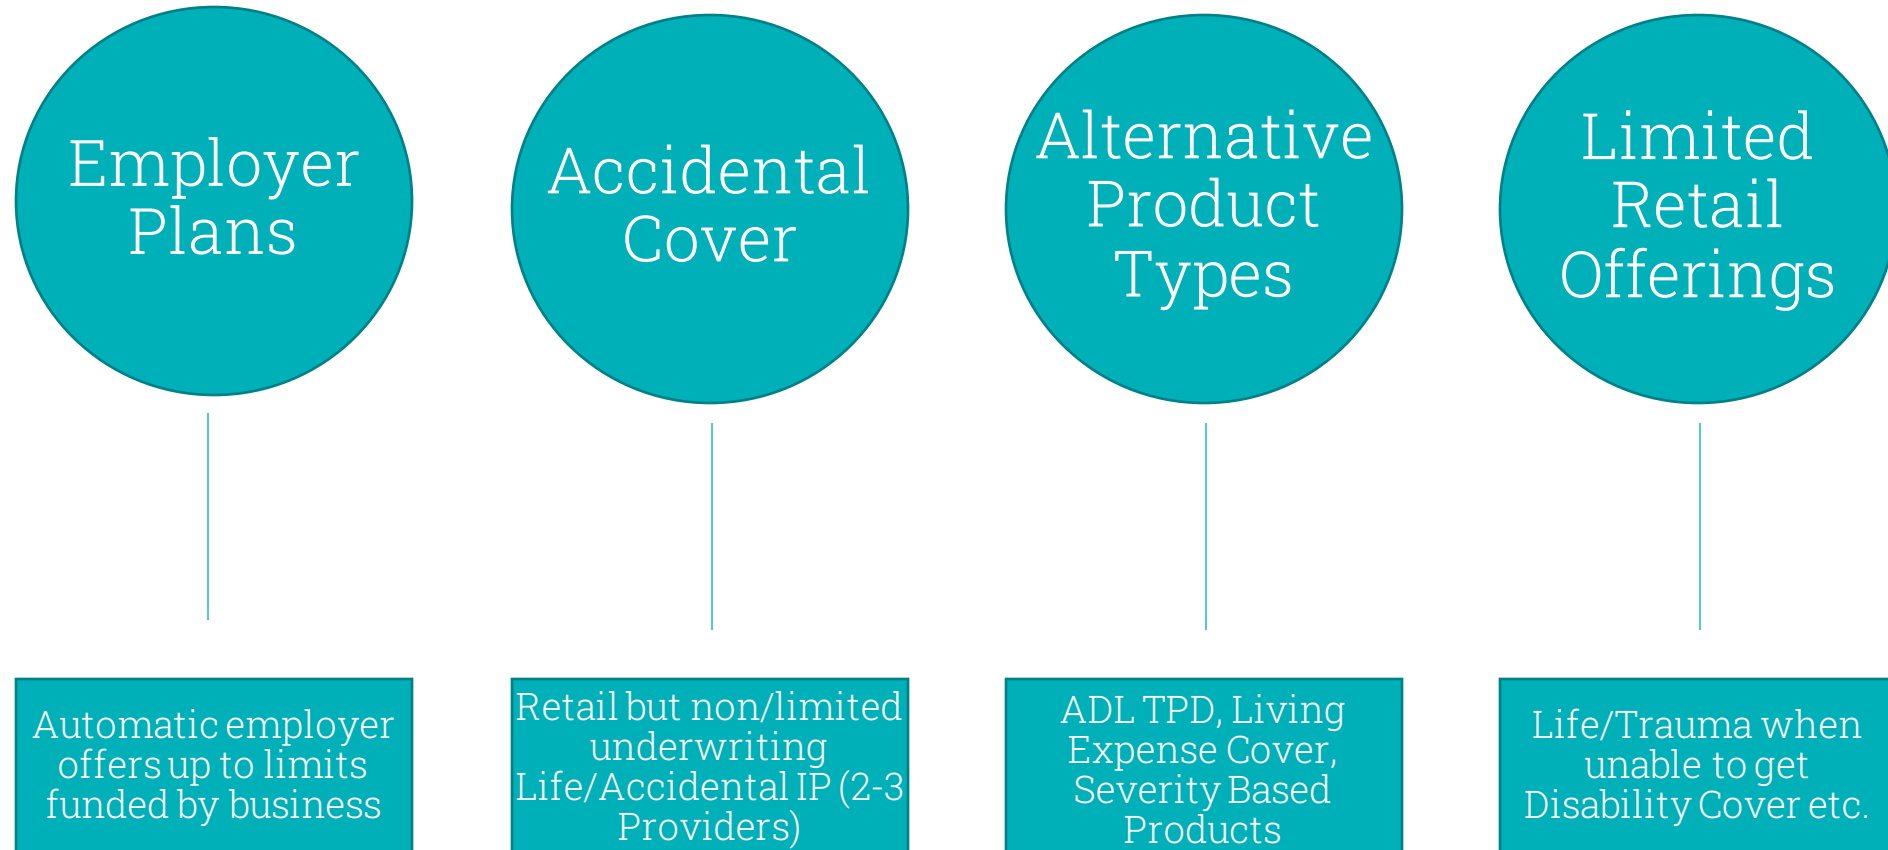 Employer
Plans
Accidental
Cover
Alternative
Product
Types
Limited
Retail
Offerings
Automatic employer
offers up to limits
funded by business
Retail but non/limited
underwriting
Life/Accidental IP (2-3
Providers)
ADL TPD, Living
Expense Cover,
Severity Based
Products
Life/Trauma when
unable to get
Disability Cover etc.